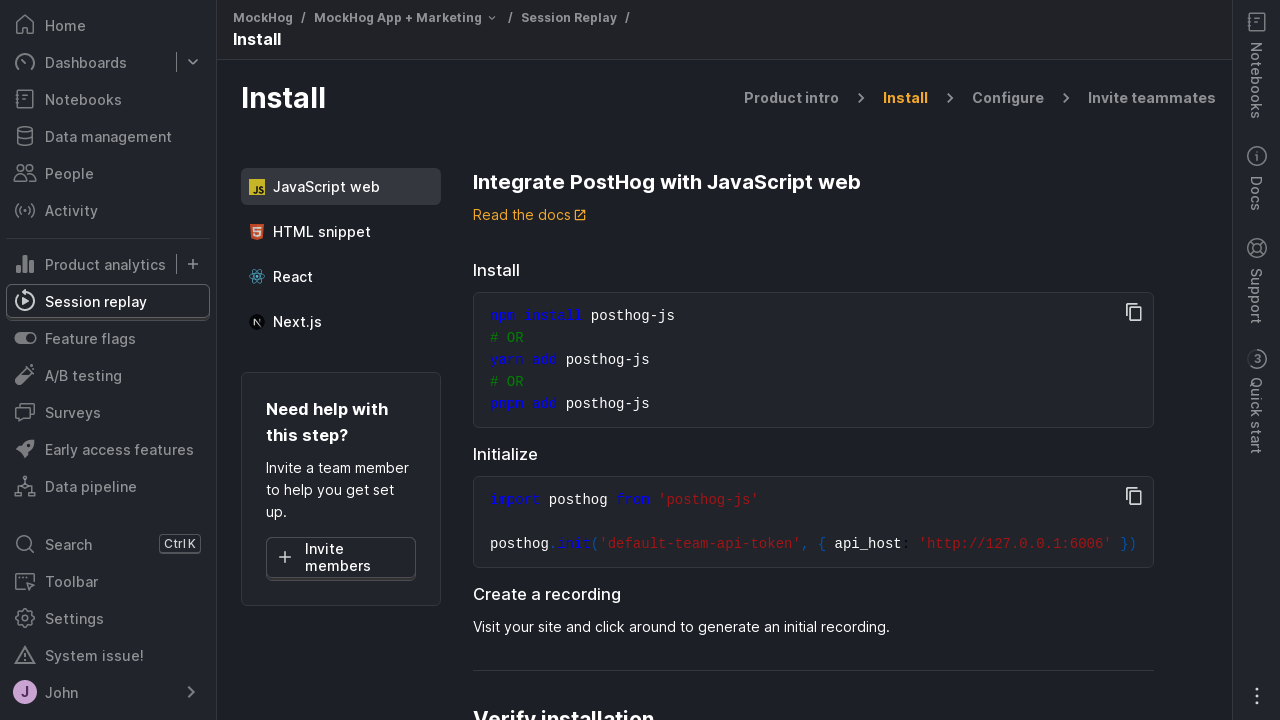 Home
Dashboards
Notebooks
Data management
People
Activity
Product analytics
Session replay
Feature flags
A/B testing
Surveys
Early access features
Data pipeline
Search Ctrl K
Toolbar
Settings
System issue!
J John
MockHog / MockHog App + Marketing / Session Replay /
Install
Install
Product intro Install Configure Invite teammates
JS JavaScript web
HTML snippet
React
N Next.js
Need help with
this step?
Invite a team member
to help you get set
up.
Invite
members
Integrate PostHog with JavaScript web
Read the docs
Install
npm install posthog-js
# OR
yarn add posthog-js
# OR
pnpm add posthog-js
Initialize
import posthog from 'posthog-js'
posthog.init('default-team-api-token', { api_host: 'http://127.0.0.1:6006' })
Create a recording
Visit your site and click around to generate an initial recording.
Verify installation
Notebooks
Docs
Support
3
Quick start